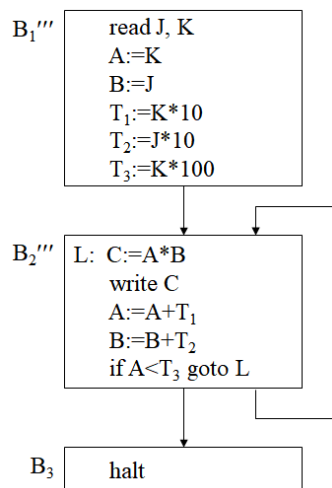 B₁''' read J, K
A:=K
B:=J
T₁:=K*10
T₂:=J*10
T₃:=K*100
B₂''' L: C:=A*B
write C
A:=A+T₁
B:=B+T₂
if A<T₃ goto L
B₃ halt